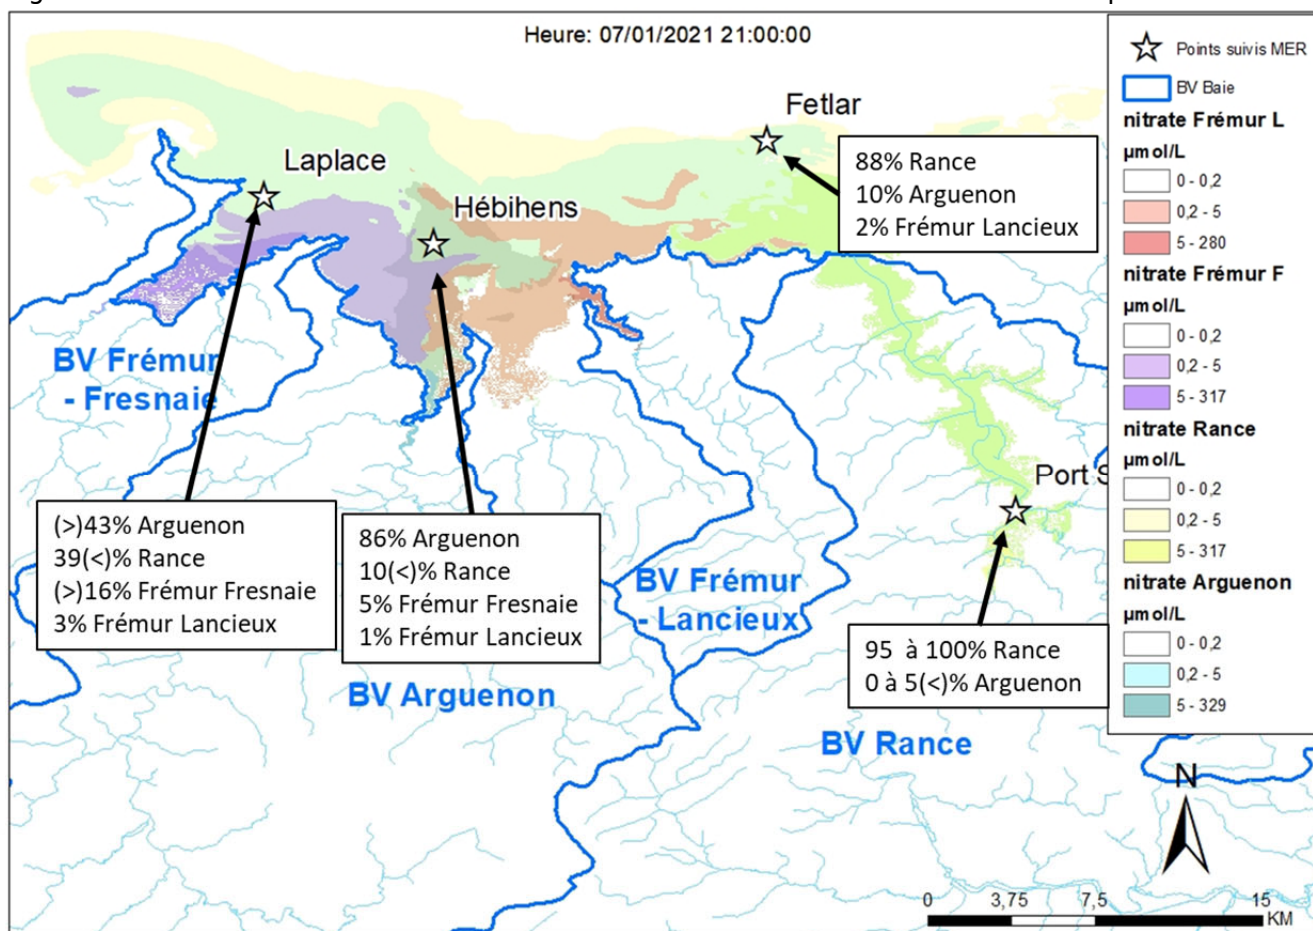 Heure: 07/01/2021 21:00:00
Fetlar
Laplace
Hébihens
88% Rance
10% Arguenon
2% Frémur Lancieux
BV Frémur
- Fresnaie
Port S
(>)43% Arguenon
39(<)% Rance
(>)16% Frémur Fresnaie
3% Frémur Lancieux
86% Arguenon
10(<)% Rance
5% Frémur Fresnaie
1% Frémur Lancieux
BV Frémur
- Lancieux
95 à 100% Rance
0 à 5(<)% Arguenon
BV Arguenon
BV Rance
Points suivis MER
BV Baie
nitrate Frémur L
µmol/L
0 - 0,2
0,2 - 5
5 - 280
nitrate Frémur F
µmol/L
0 - 0,2
0,2 - 5
5 - 317
nitrate Rance
µmol/L
0 - 0,2
0,2 - 5
5 - 317
nitrate Arguenon
µmol/L
0 - 0,2
0,2 - 5
5 - 329
N
0 3,75 7,5 15
KM